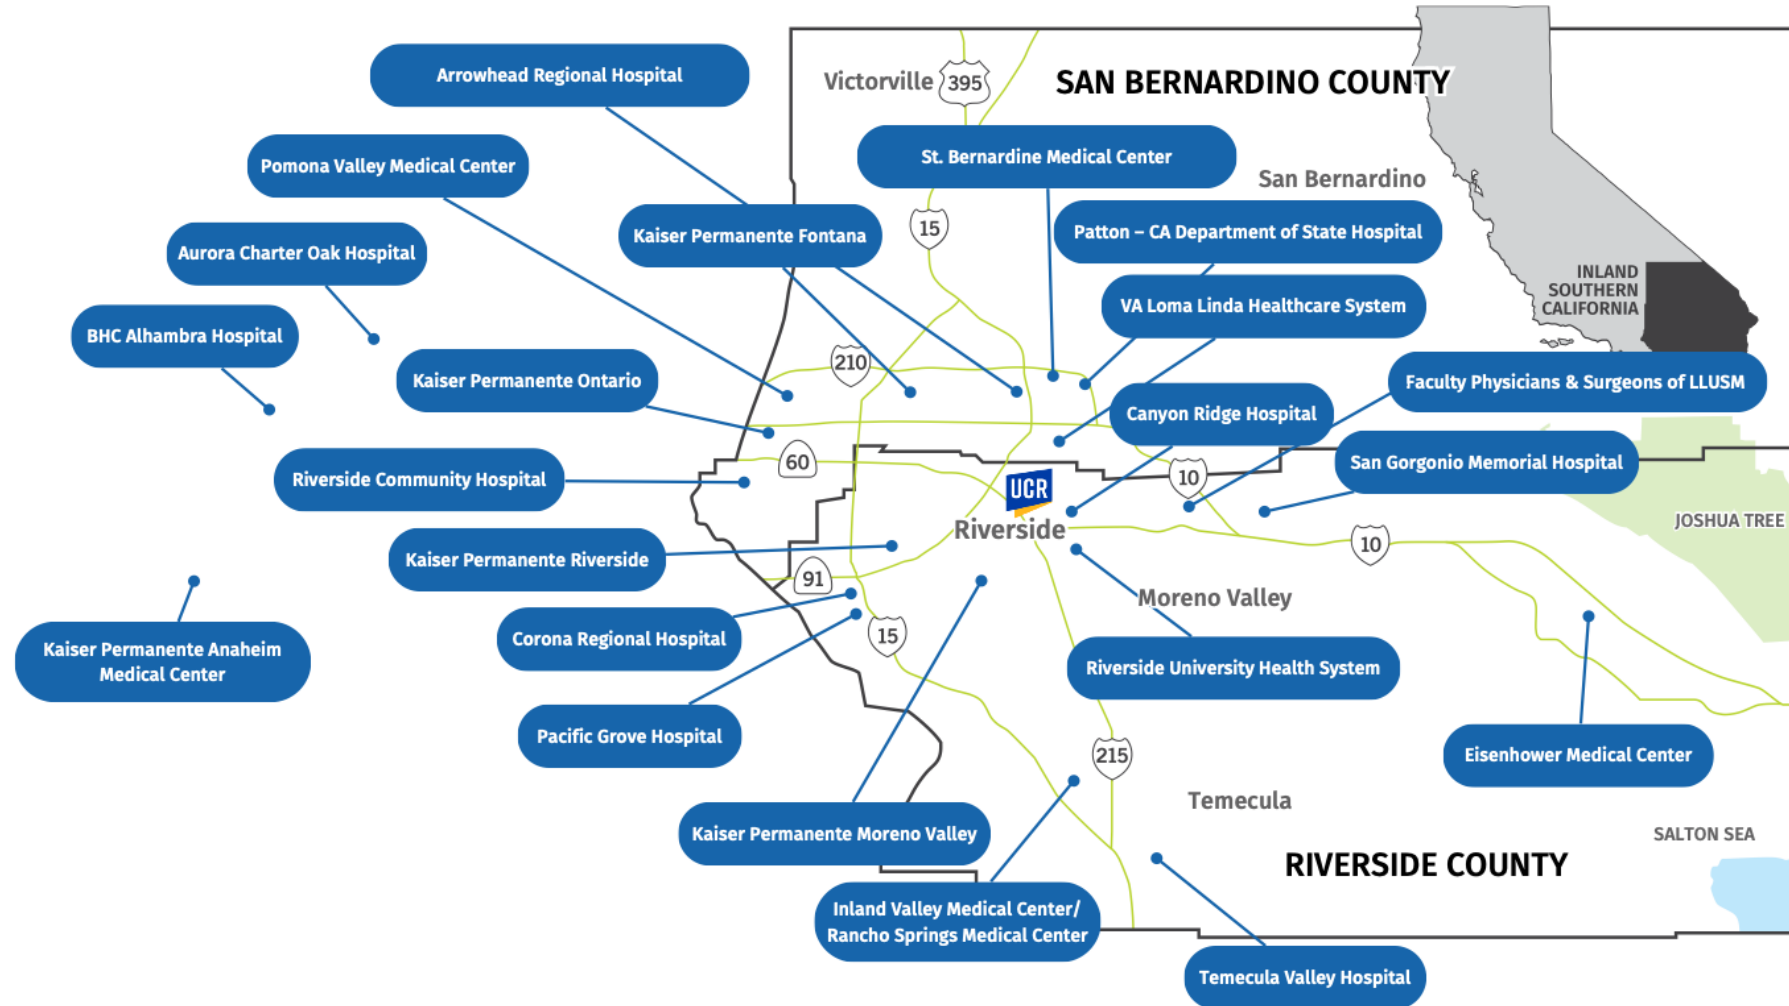 Arrowhead Regional Hospital
Victorville
395
SAN BERNARDINO COUNTY
Pomona Valley Medical Center
St. Bernardine Medical Center
San Bernardino
Aurora Charter Oak Hospital
Kaiser Permanente Fontana
15
Patton – CA Department of State Hospital
BHC Alhambra Hospital
VA Loma Linda Healthcare System
INLAND
SOUTHERN
CALIFORNIA
Kaiser Permanente Ontario
210
Faculty Physicians & Surgeons of LLUSM
Canyon Ridge Hospital
Riverside Community Hospital
60
10
San Gorgonio Memorial Hospital
UCR
Riverside
JOSHUA TREE
Kaiser Permanente Riverside
91
10
Moreno Valley
Kaiser Permanente Anaheim
Medical Center
Corona Regional Hospital
15
Riverside University Health System
Pacific Grove Hospital
215
Eisenhower Medical Center
Temecula
Kaiser Permanente Moreno Valley
SALTON SEA
RIVERSIDE COUNTY
Inland Valley Medical Center/
Rancho Springs Medical Center
Temecula Valley Hospital